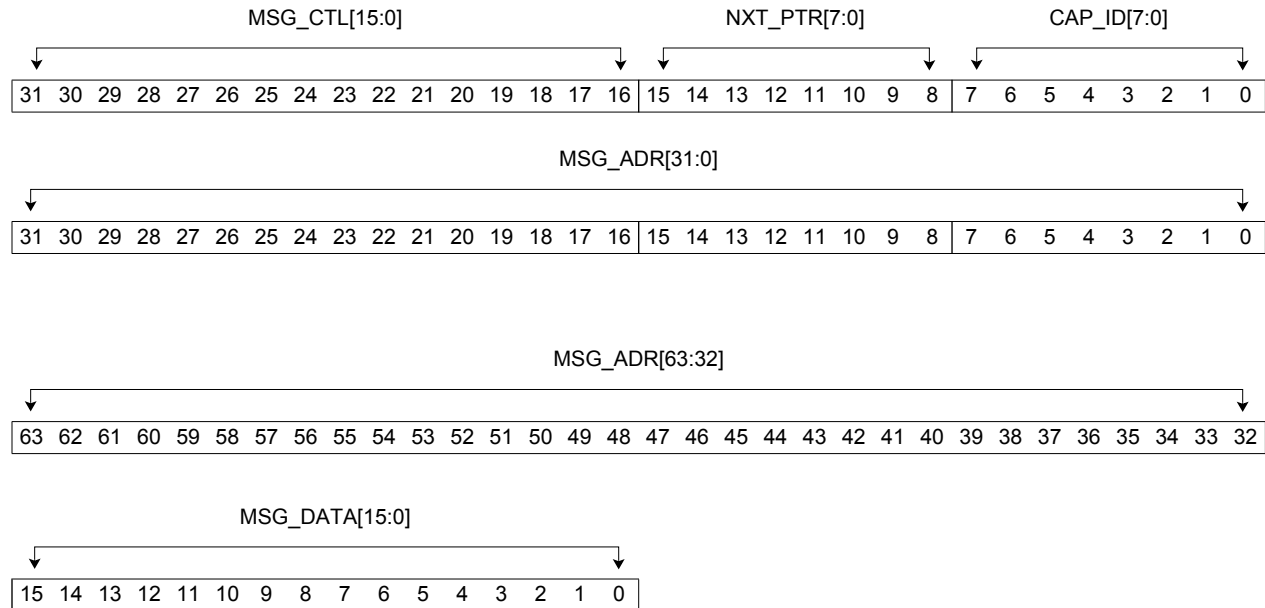 MSG_CTL[15:0] NXT_PTR[7:0] CAP_ID[7:0]
31 30 29 28 27 26 25 24 23 22 21 20 19 18 17 16 15 14 13 12 11 10 9 8 7 6 5 4 3 2 1 0
MSG_ADR[31:0]
31 30 29 28 27 26 25 24 23 22 21 20 19 18 17 16 15 14 13 12 11 10 9 8 7 6 5 4 3 2 1 0
MSG_ADR[63:32]
63 62 61 60 59 58 57 56 55 54 53 52 51 50 49 48 47 46 45 44 43 42 41 40 39 38 37 36 35 34 33 32
MSG_DATA[15:0]
15 14 13 12 11 10 9 8 7 6 5 4 3 2 1 0